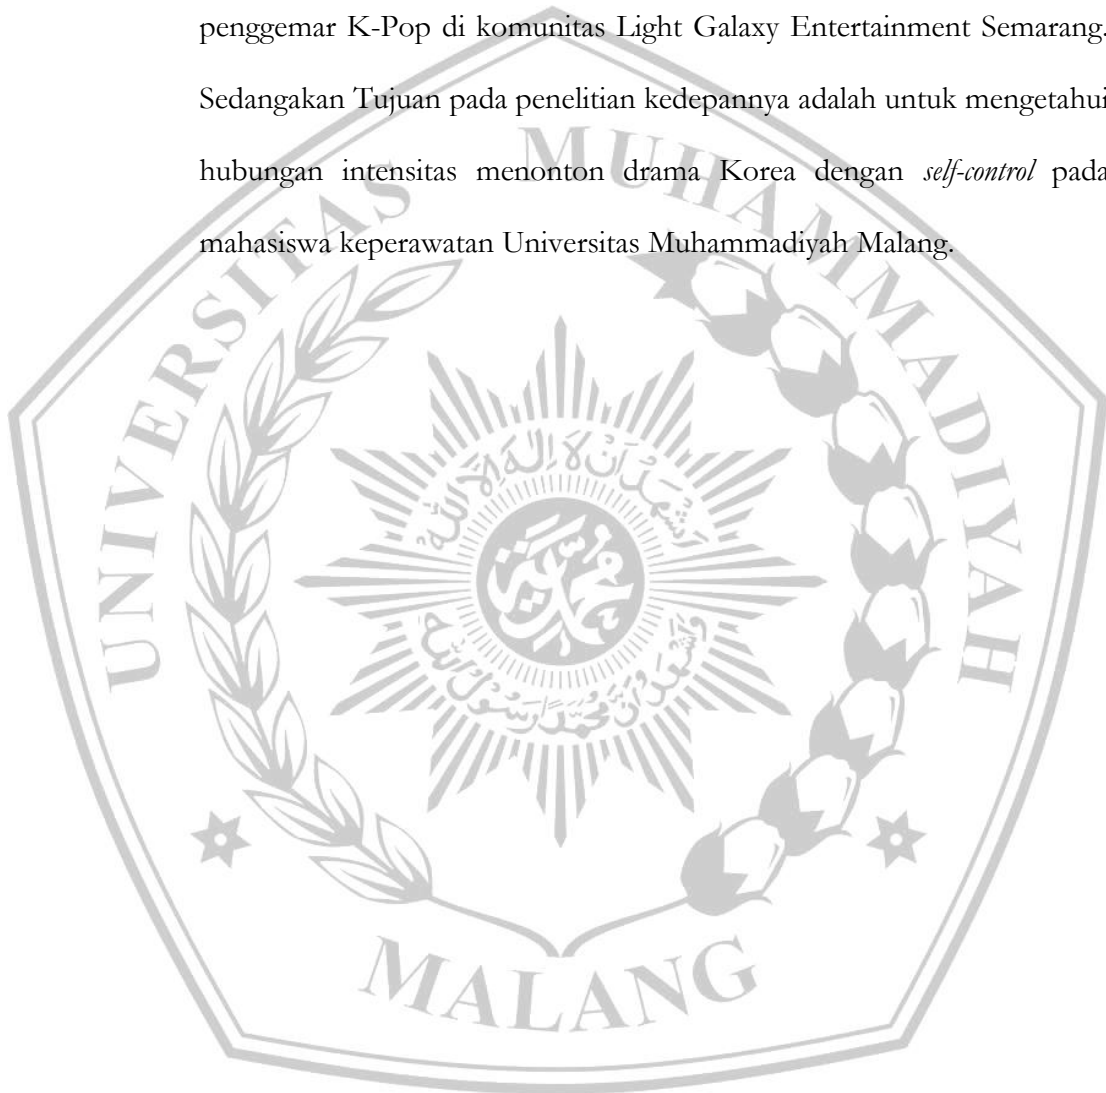 penggemar K-Pop di komunitas Light Galaxy Entertainment Semarang.
Sedangakan Tujuan pada penelitian kedepannya adalah untuk mengetahui
hubungan intensitas menonton drama Korea dengan self-control pada
mahasiswa keperawatan Universitas Muhammadiyah Malang.
UNIVERSITAS MUHAMMADIYAH
MALANG